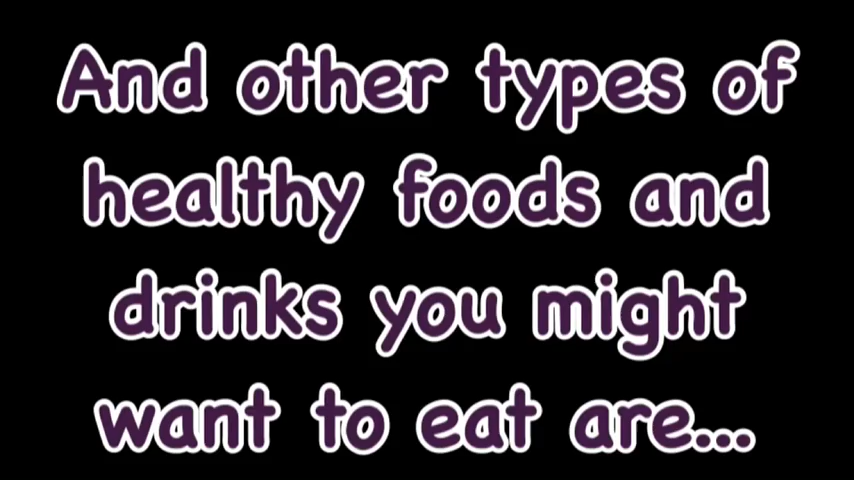 And other types of
healthy foods and
drinks you might
want to eat are...